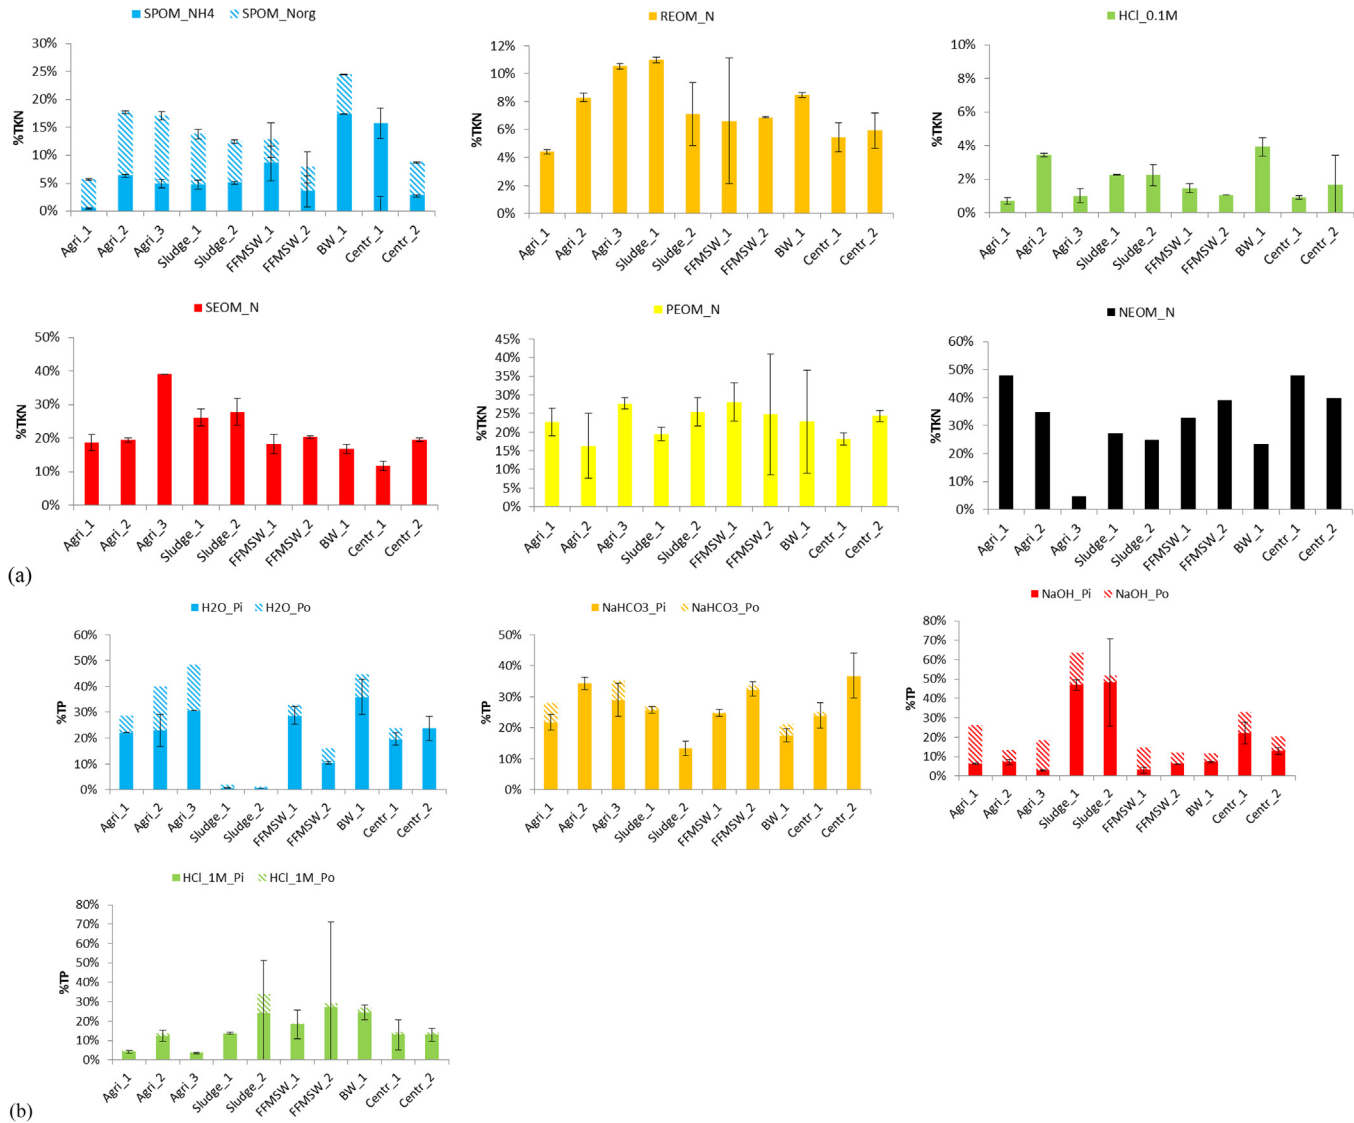 SPOM_NH4 SPOM_Norg
%TKN
30%
25%
20%
15%
10%
5%
0%
Agri_1 Agri_2 Agri_3 Sludge_1 Sludge_2 FFMSW_1 FFMSW_2 BW_1 Centr_1 Centr_2
REOM_N
%TKN
12%
10%
8%
6%
4%
2%
0%
Agri_1 Agri_2 Agri_3 Sludge_1 Sludge_2 FFMSW_1 FFMSW_2 BW_1 Centr_1 Centr_2
HCl_0.1M
%TKN
10%
8%
6%
4%
2%
0%
Agri_1 Agri_2 Agri_3 Sludge_1 Sludge_2 FFMSW_1 FFMSW_2 BW_1 Centr_1 Centr_2
SEOM_N
%TKN
50%
40%
30%
20%
10%
0%
Agri_1 Agri_2 Agri_3 Sludge_1 Sludge_2 FFMSW_1 FFMSW_2 BW_1 Centr_1 Centr_2
PEOM_N
%TKN
45%
40%
35%
30%
25%
20%
15%
10%
5%
0%
Agri_1 Agri_2 Agri_3 Sludge_1 Sludge_2 FFMSW_1 FFMSW_2 BW_1 Centr_1 Centr_2
NEOM_N
%TKN
60%
50%
40%
30%
20%
10%
0%
Agri_1 Agri_2 Agri_3 Sludge_1 Sludge_2 FFMSW_1 FFMSW_2 BW_1 Centr_1 Centr_2
(a)
H2O_Pi H2O_Po
%TP
60%
50%
40%
30%
20%
10%
0%
Agri_1 Agri_2 Agri_3 Sludge_1 Sludge_2 FFMSW_1 FFMSW_2 BW_1 Centr_1 Centr_2
NaHCO3_Pi NaHCO3_Po
%TP
50%
40%
30%
20%
10%
0%
Agri_1 Agri_2 Agri_3 Sludge_1 Sludge_2 FFMSW_1 FFMSW_2 BW_1 Centr_1 Centr_2
NaOH_Pi NaOH_Po
%TP
80%
70%
60%
50%
40%
30%
20%
10%
0%
Agri_1 Agri_2 Agri_3 Sludge_1 Sludge_2 FFMSW_1 FFMSW_2 BW_1 Centr_1 Centr_2
HCl_1M_Pi HCl_1M_Po
%TP
80%
70%
60%
50%
40%
30%
20%
10%
0%
Agri_1 Agri_2 Agri_3 Sludge_1 Sludge_2 FFMSW_1 FFMSW_2 BW_1 Centr_1 Centr_2
(b)